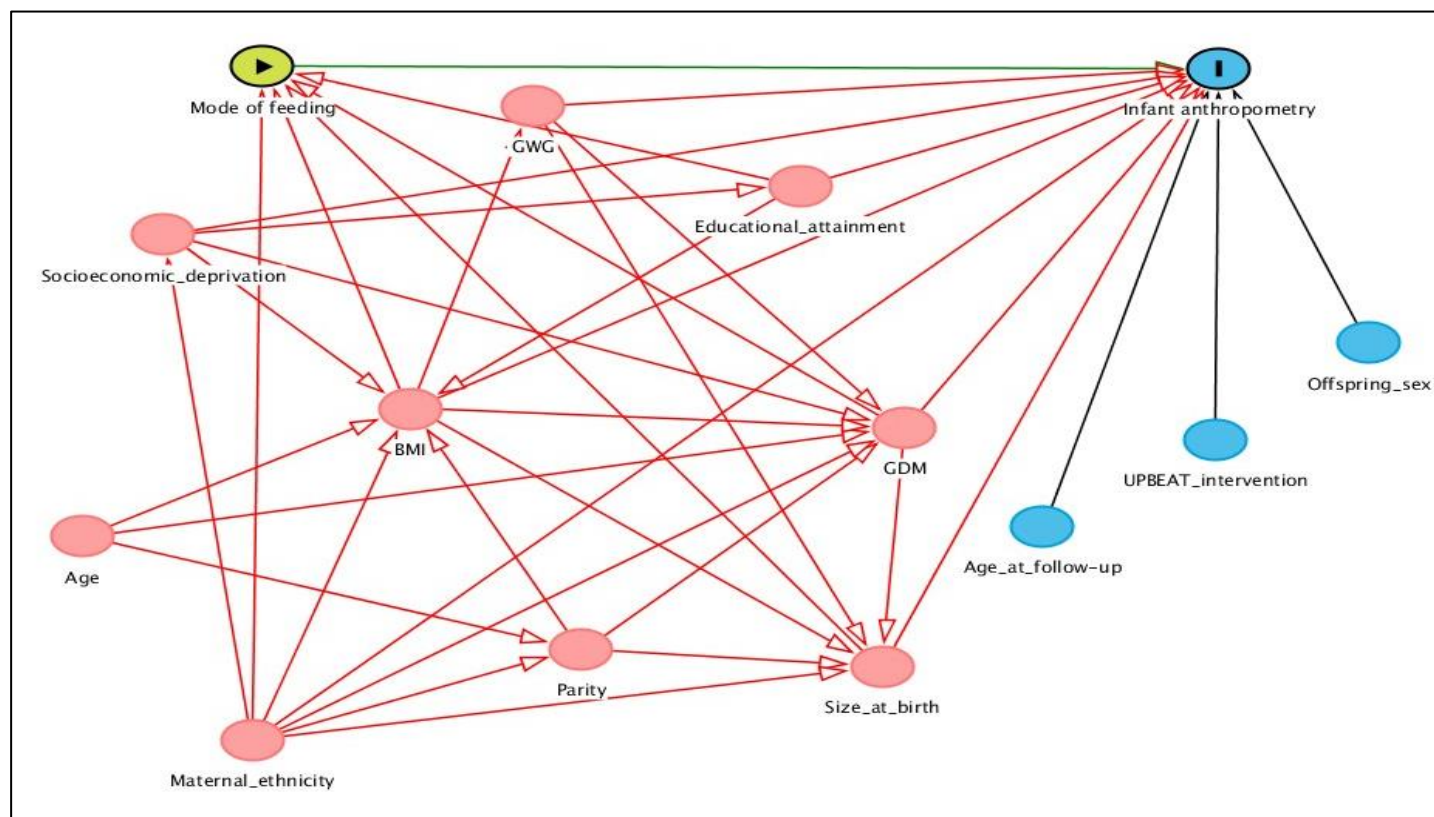 Mode of feeding
Infant anthropometry
GWG
Educational_attainment
Socioeconomic_deprivation
Offspring_sex
BMI
GDM
UPBEAT_intervention
Age
Age_at_follow-up
Parity
Size_at_birth
Maternal_ethnicity